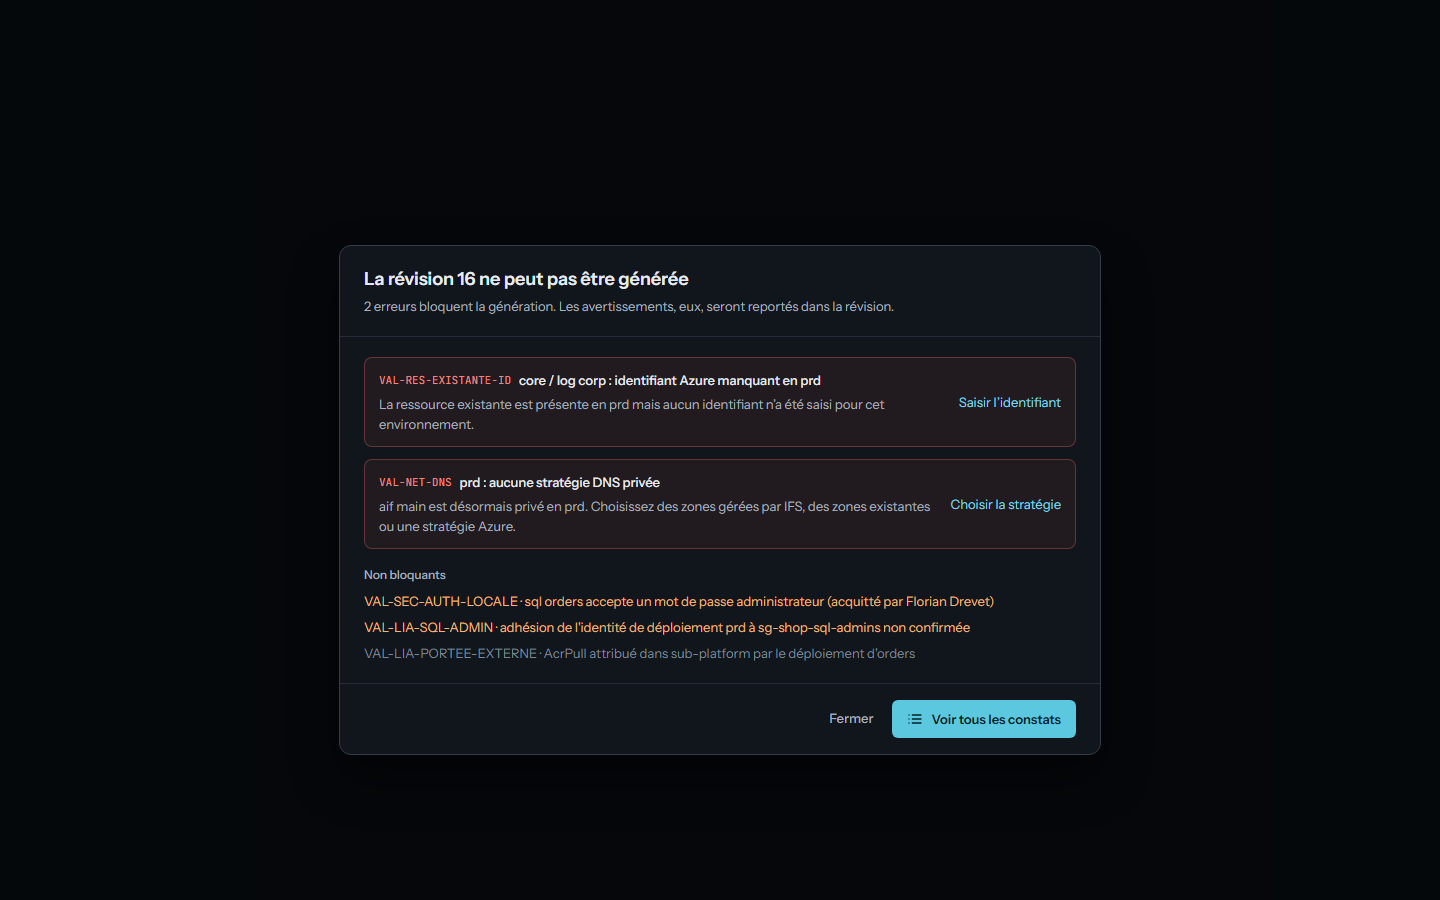 La révision 16 ne peut pas être générée
2 erreurs bloquent la génération. Les avertissements, eux, seront reportés dans la révision.
VAL-RES-EXISTANTE-ID core / log corp : identifiant Azure manquant en prd
La ressource existante est présente en prd mais aucun identifiant n'a été saisi pour cet
environnement.
Saisir l'identifiant
VAL-NET-DNS prd : aucune stratégie DNS privée
aif main est désormais privé en prd. Choisissez des zones gérées par IFS, des zones existantes
ou une stratégie Azure.
Choisir la stratégie
Non bloquants
VAL-SEC-AUTH-LOCALE · sql orders accepte un mot de passe administrateur (acquitté par Florian Drevet)
VAL-LIA-SQL-ADMIN · adhésion de l'identité de déploiement prd à sg-shop-sql-admins non confirmée
VAL-LIA-PORTEE-EXTERNE · AcrPull attribué dans sub-platform par le déploiement d'orders
Fermer
Voir tous les constats